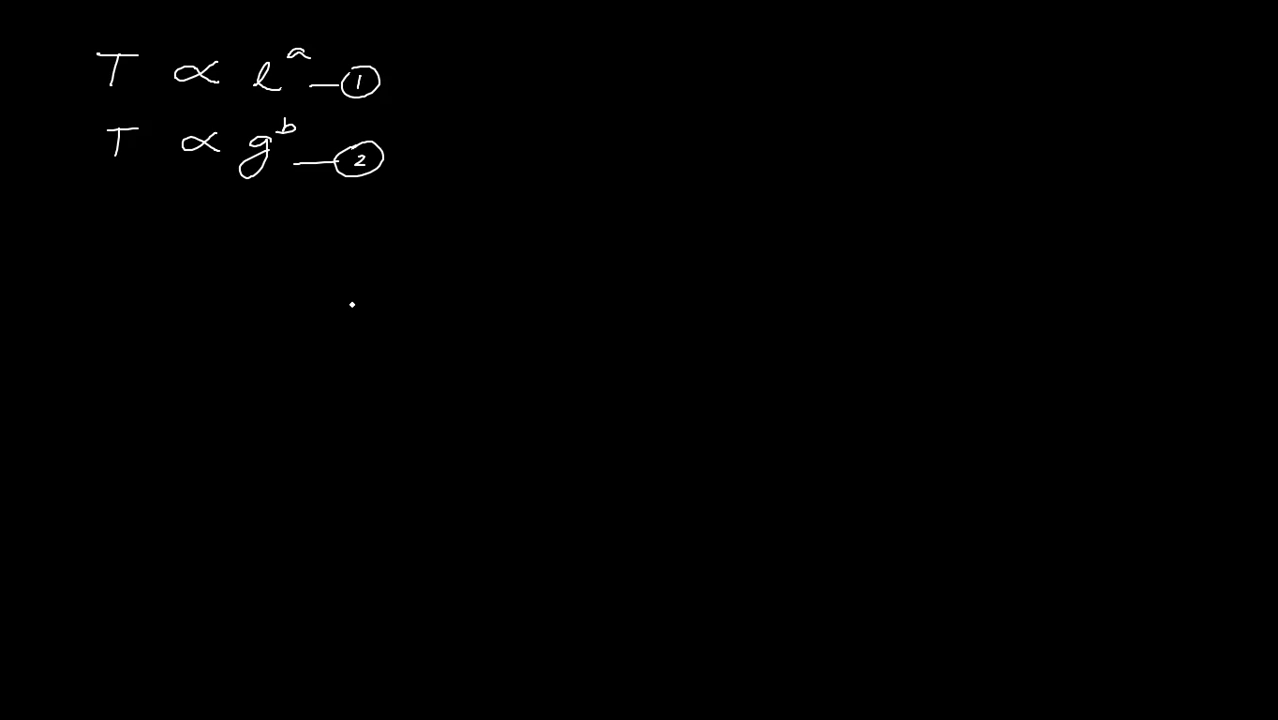 T ∝ l^a — ①
T ∝ g^b — ②